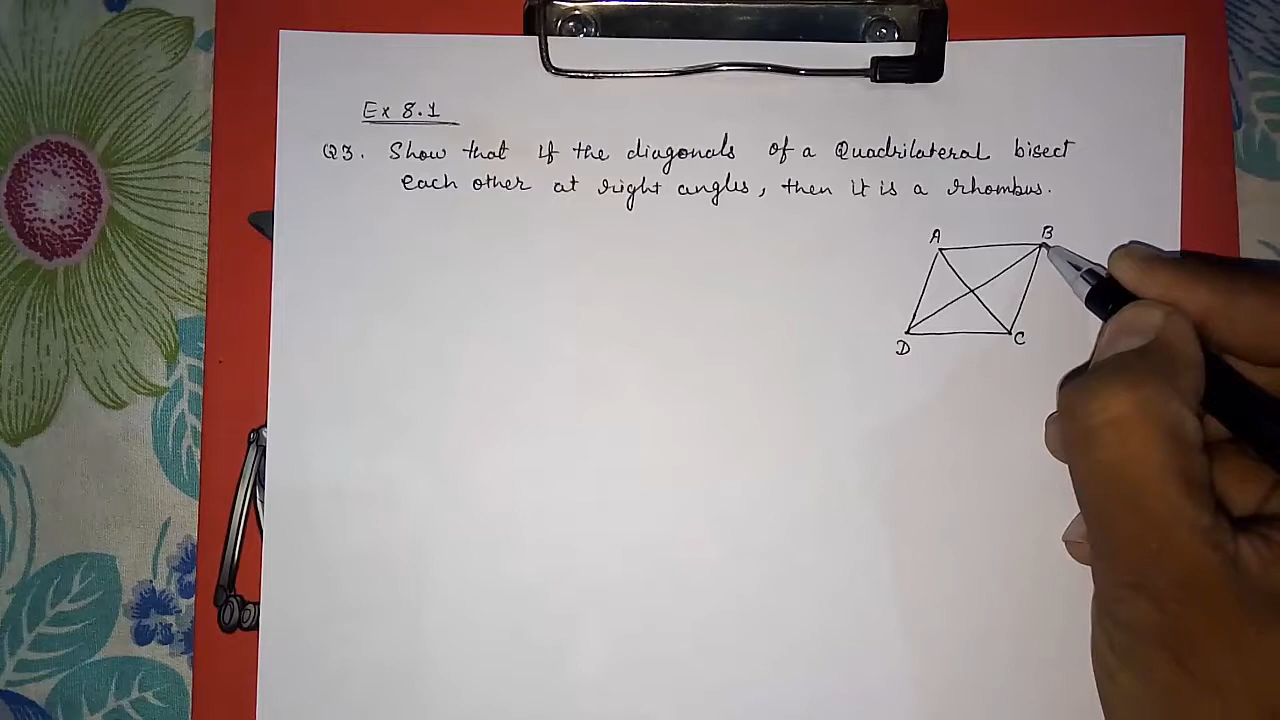 Ex 8.1
Q3. Show that if the diagonals of a Quadrilateral bisect
each other at right angles, then it is a rhombus.
A B
D C